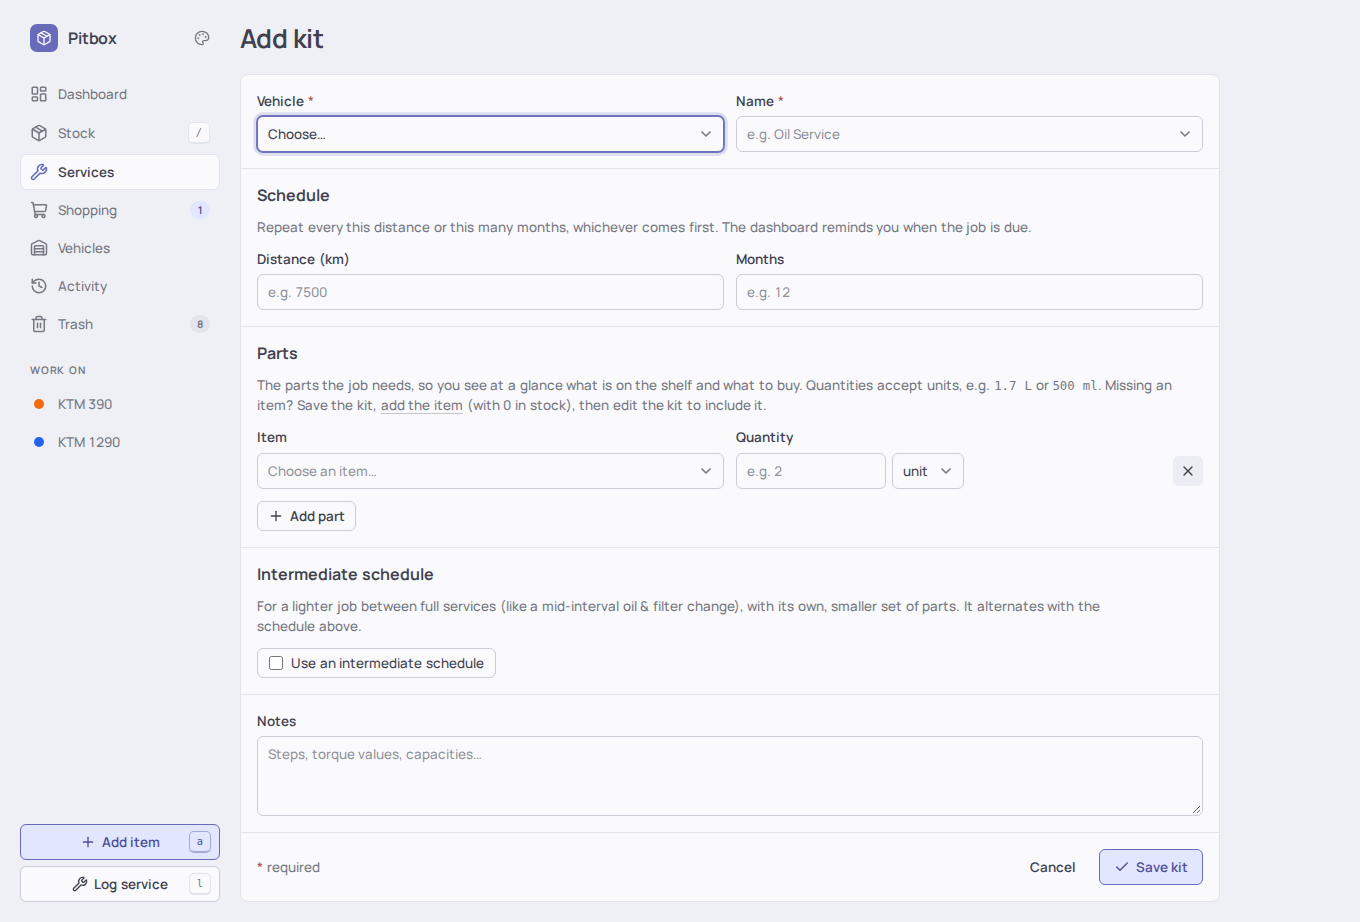 Pitbox
Dashboard
Stock /
Services
Shopping 1
Vehicles
Activity
Trash 8
WORK ON
KTM 390
KTM 1290
Add item a
Log service l
Add kit
Vehicle * Name *
Choose... e.g. Oil Service
Schedule
Repeat every this distance or this many months, whichever comes first. The dashboard reminds you when the job is due.
Distance (km) Months
e.g. 7500 e.g. 12
Parts
The parts the job needs, so you see at a glance what is on the shelf and what to buy. Quantities accept units, e.g. 1.7 L or 500 ml. Missing an
item? Save the kit, add the item (with 0 in stock), then edit the kit to include it.
Item Quantity
Choose an item... e.g. 2 unit
Add part
Intermediate schedule
For a lighter job between full services (like a mid-interval oil & filter change), with its own, smaller set of parts. It alternates with the
schedule above.
Use an intermediate schedule
Notes
Steps, torque values, capacities...
* required Cancel Save kit